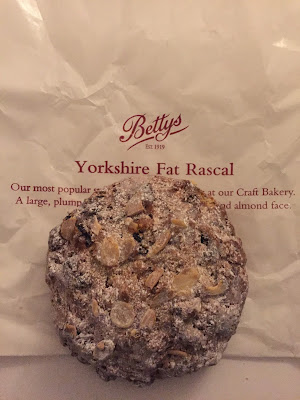 Bettys
Est 1919
Yorkshire Fat Rascal
Our most popular at our Craft Bakery.
A large, plump almond face.